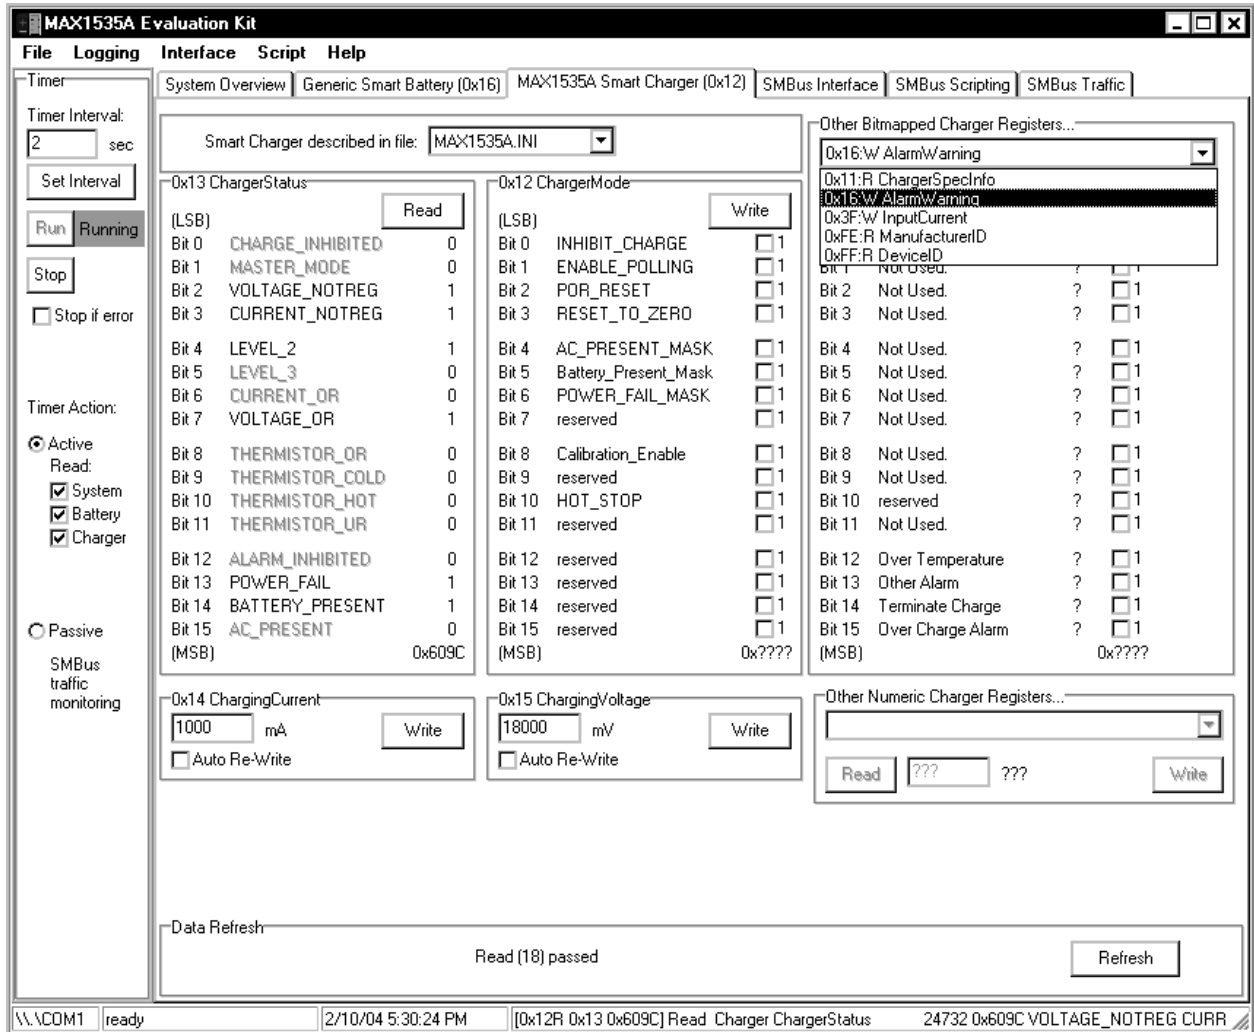 MAX1535A Evaluation Kit
File Logging Interface Script Help
System Overview Generic Smart Battery (0x16) MAX1535A Smart Charger (0x12) SMBus Interface SMBus Scripting SMBus Traffic
Timer
Timer Interval:
2 sec
Set Interval
Run Running
Stop
Stop if error
Timer Action:
Active
Read:
System
Battery
Charger
Passive
SMBus
traffic
monitoring
Smart Charger described in file: MAX1535A.INI
0x13 ChargerStatus
Read
(LSB)
Bit 0 CHARGE_INHIBITED 0
Bit 1 MASTER_MODE 0
Bit 2 VOLTAGE_NOTREG 1
Bit 3 CURRENT_NOTREG 1
Bit 4 LEVEL_2 1
Bit 5 LEVEL_3 0
Bit 6 CURRENT_OR 0
Bit 7 VOLTAGE_OR 1
Bit 8 THERMISTOR_OR 0
Bit 9 THERMISTOR_COLD 0
Bit 10 THERMISTOR_HOT 0
Bit 11 THERMISTOR_UR 0
Bit 12 ALARM_INHIBITED 0
Bit 13 POWER_FAIL 1
Bit 14 BATTERY_PRESENT 1
Bit 15 AC_PRESENT 0
(MSB) 0x609C
0x12 ChargerMode
Write
(LSB)
Bit 0 INHIBIT_CHARGE 1
Bit 1 ENABLE_POLLING 1
Bit 2 POR_RESET 1
Bit 3 RESET_TO_ZERO 1
Bit 4 AC_PRESENT_MASK 1
Bit 5 Battery_Present_Mask 1
Bit 6 POWER_FAIL_MASK 1
Bit 7 reserved 1
Bit 8 Calibration_Enable 1
Bit 9 reserved 1
Bit 10 HOT_STOP 1
Bit 11 reserved 1
Bit 12 reserved 1
Bit 13 reserved 1
Bit 14 reserved 1
Bit 15 reserved 1
(MSB) 0x????
Other Bitmapped Charger Registers...
0x16:W AlarmWarning
0x11:R ChargerSpecInfo
0x16:W AlarmWarning
0x3F:W InputCurrent
0xFE:R ManufacturerID
0xFF:R DeviceID
Bit 1 Not Used. ? 1
Bit 2 Not Used. ? 1
Bit 3 Not Used. ? 1
Bit 4 Not Used. ? 1
Bit 5 Not Used. ? 1
Bit 6 Not Used. ? 1
Bit 7 Not Used. ? 1
Bit 8 Not Used. ? 1
Bit 9 Not Used. ? 1
Bit 10 reserved ? 1
Bit 11 Not Used. ? 1
Bit 12 Over Temperature ? 1
Bit 13 Other Alarm ? 1
Bit 14 Terminate Charge ? 1
Bit 15 Over Charge Alarm ? 1
(MSB) 0x????
0x14 ChargingCurrent
1000 mA Write
Auto Re-Write
0x15 ChargingVoltage
18000 mV Write
Auto Re-Write
Other Numeric Charger Registers...
Read ??? ??? Write
Data Refresh
Read (18) passed Refresh
\\.\COM1 ready 2/10/04 5:30:24 PM [0x12R 0x13 0x609C] Read Charger ChargerStatus 24732 0x609C VOLTAGE_NOTREG CURR